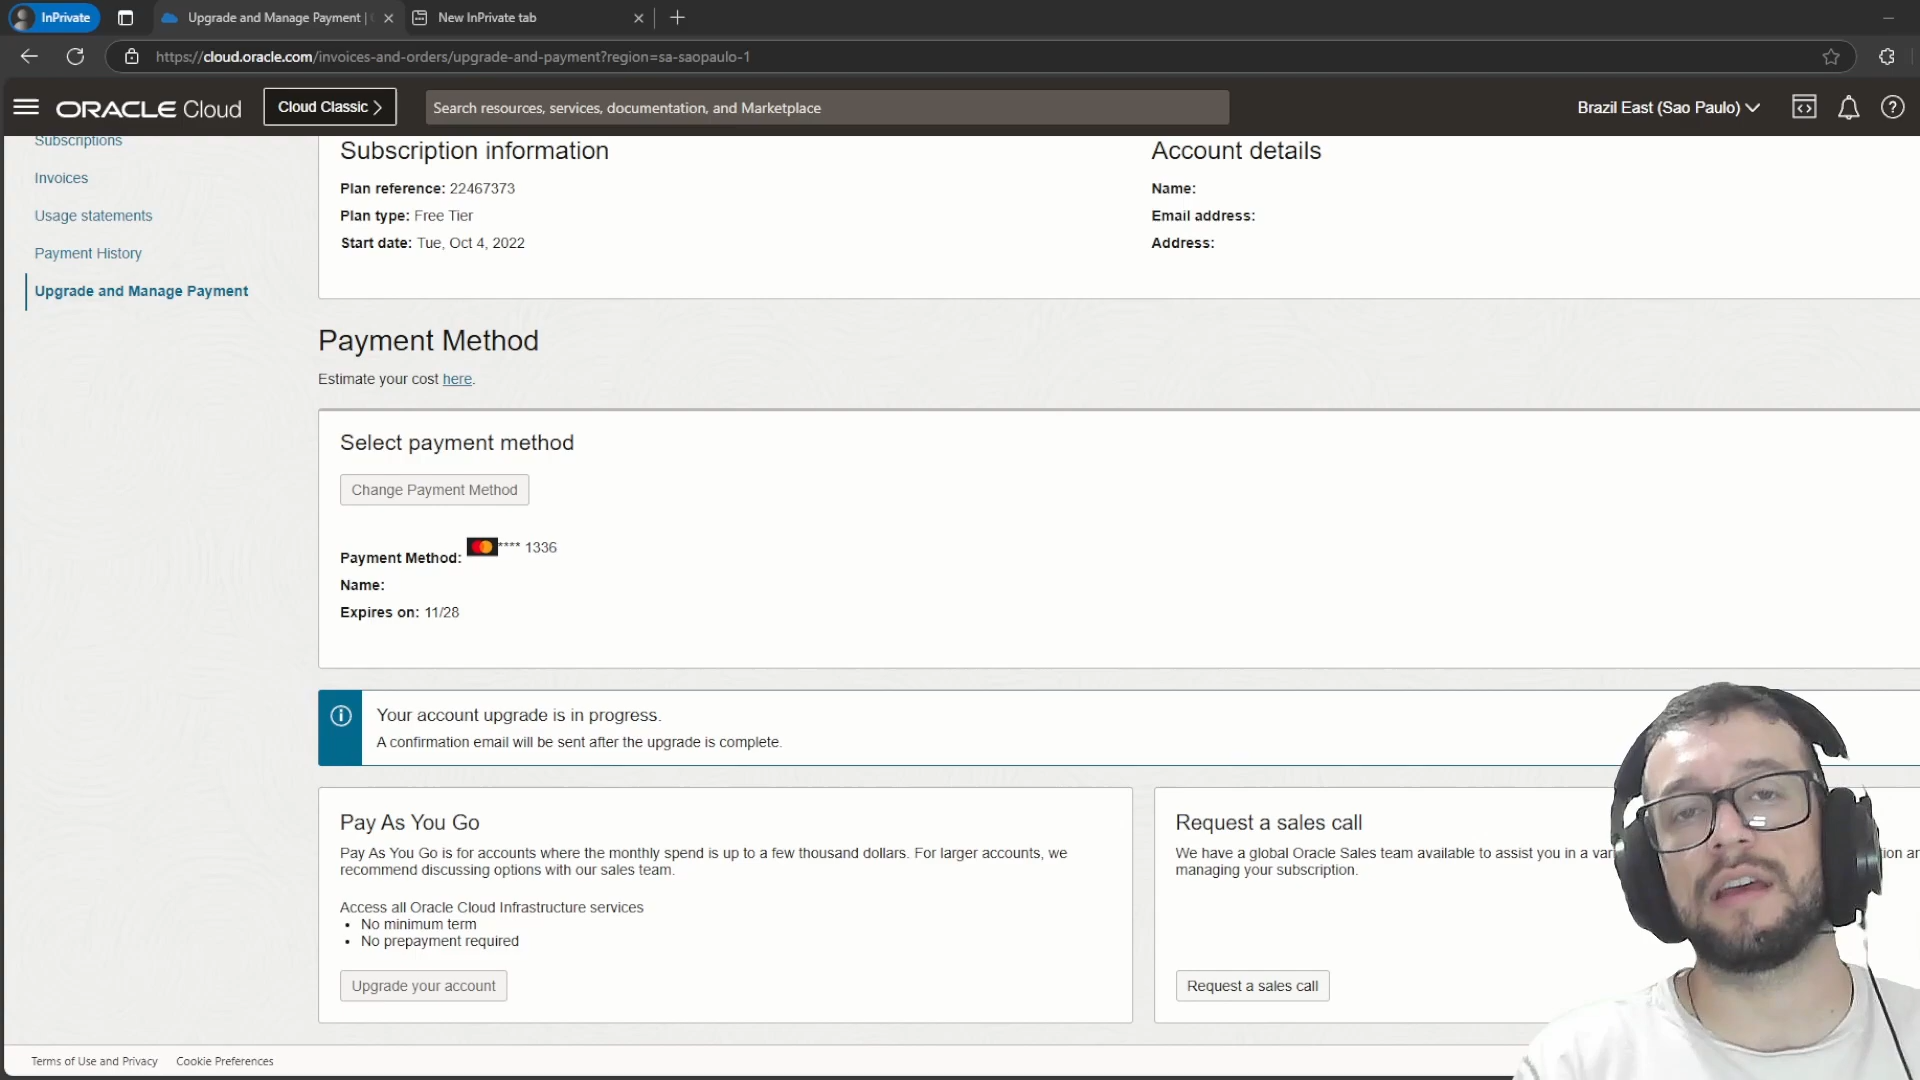 InPrivate
Upgrade and Manage Payment |
New InPrivate tab
https://cloud.oracle.com/invoices-and-orders/upgrade-and-payment?region=sa-saopaulo-1
ORACLE Cloud
Cloud Classic >
Search resources, services, documentation, and Marketplace
Brazil East (Sao Paulo)
Subscriptions
Invoices
Usage statements
Payment History
Upgrade and Manage Payment
Subscription information
Plan reference: 22467373
Plan type: Free Tier
Start date: Tue, Oct 4, 2022
Account details
Name:
Email address:
Address:
Payment Method
Estimate your cost here.
Select payment method
Change Payment Method
Payment Method: **** 1336
Name:
Expires on: 11/28
Your account upgrade is in progress.
A confirmation email will be sent after the upgrade is complete.
Pay As You Go
Pay As You Go is for accounts where the monthly spend is up to a few thousand dollars. For larger accounts, we
recommend discussing options with our sales team.
Access all Oracle Cloud Infrastructure services
• No minimum term
• No prepayment required
Upgrade your account
Request a sales call
We have a global Oracle Sales team available to assist you in a
managing your subscription.
Request a sales call
Terms of Use and Privacy
Cookie Preferences